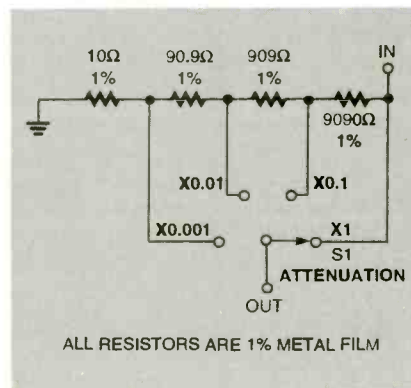 IN
10Ω 90.9Ω 909Ω
1% 1% 1%
9090Ω
1%
X0.01 X0.1
X0.001 X1
S1
ATTENUATION
OUT
ALL RESISTORS ARE 1% METAL FILM